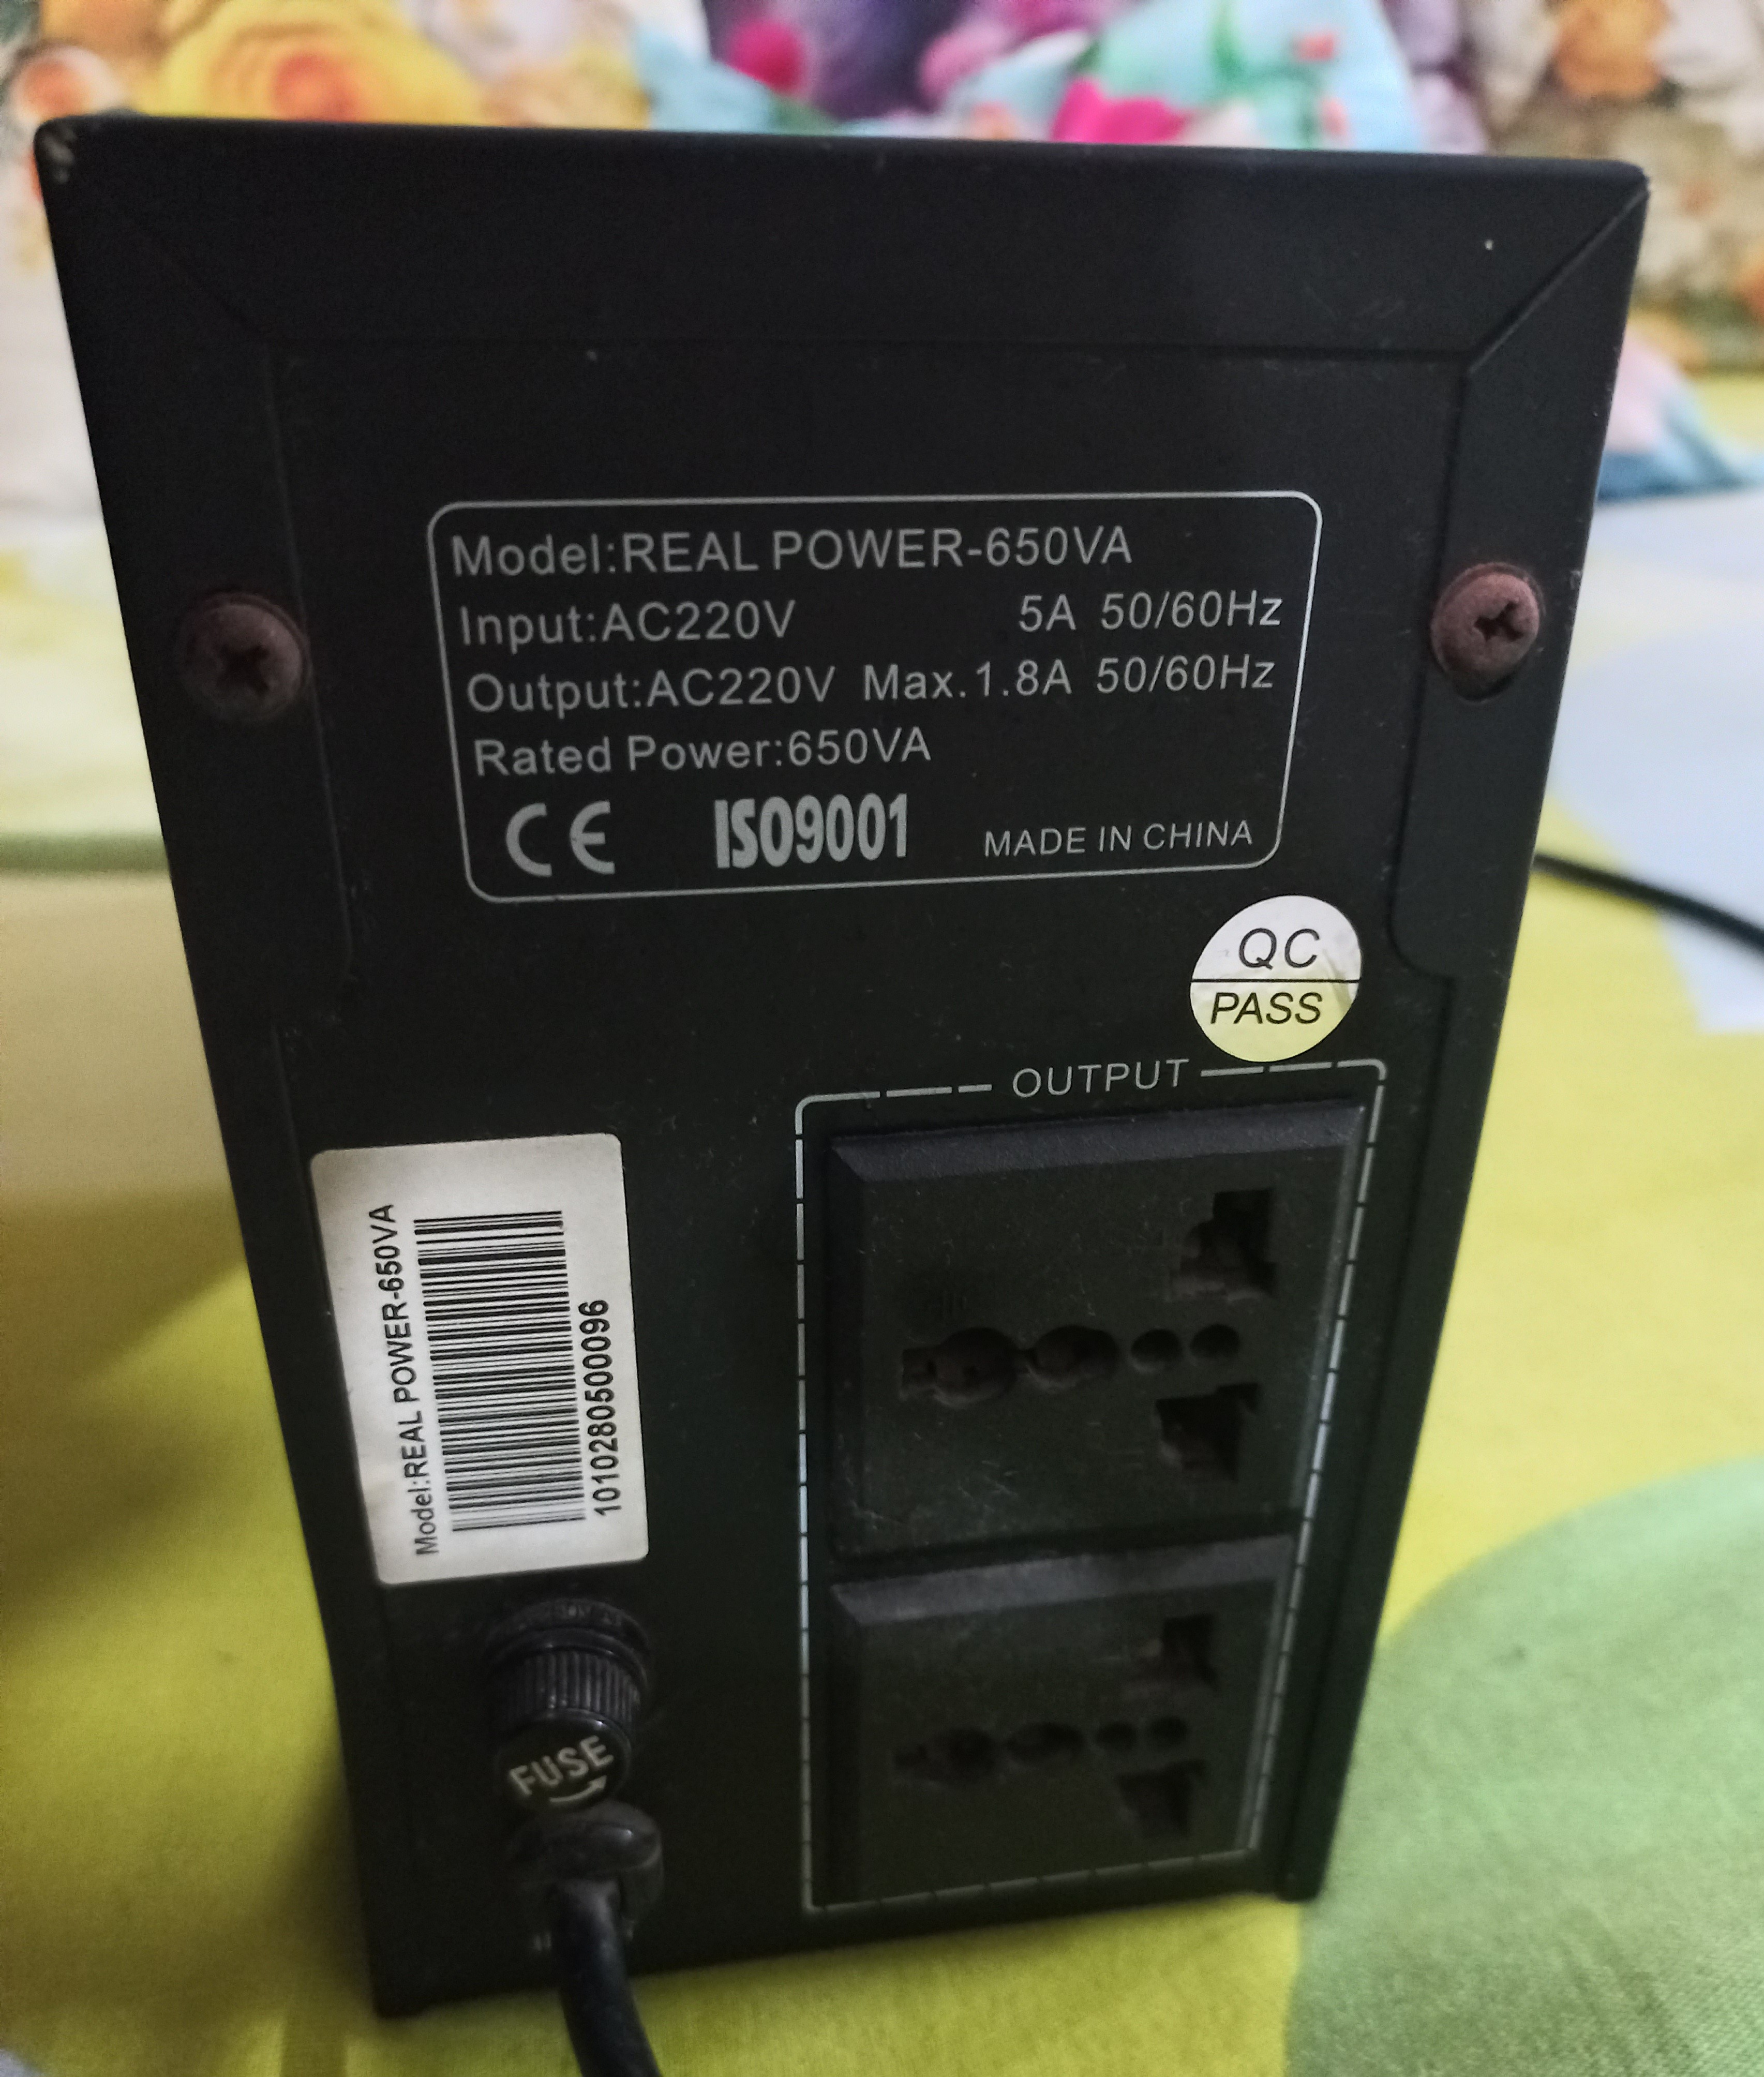 Model:REAL POWER-650VA
Input:AC220V 5A 50/60Hz
Output:AC220V Max.1.8A 50/60Hz
Rated Power:650VA
CE ISO9001 MADE IN CHINA
QC
PASS
OUTPUT
Model:REAL POWER-650VA
1010280500096
FUSE